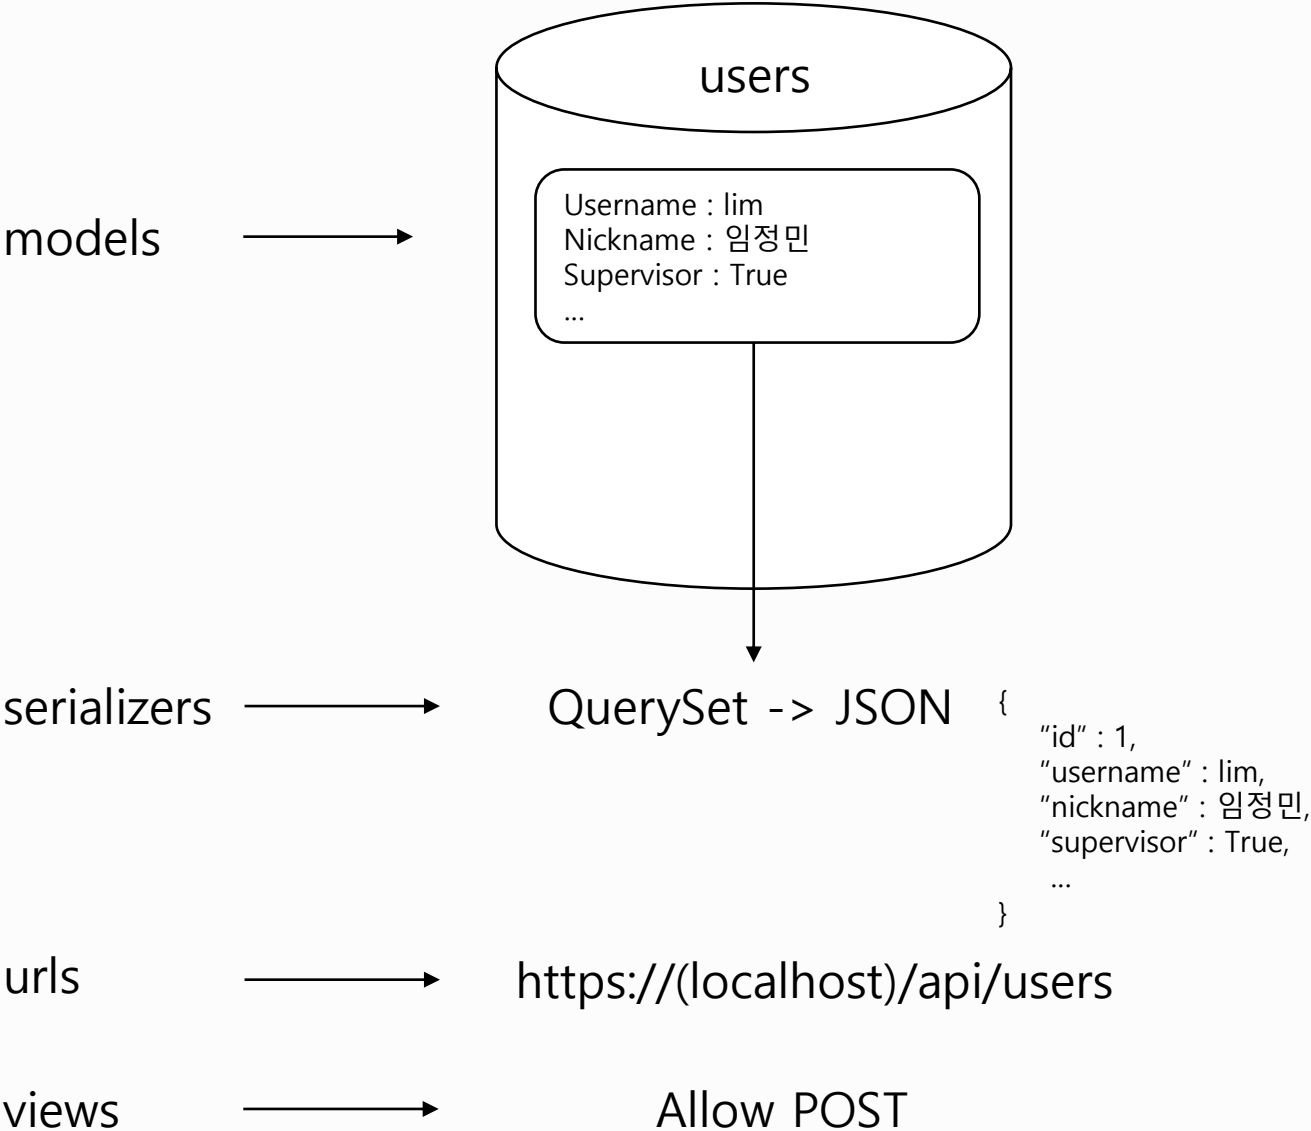 users
models
Username : lim
Nickname : 임정민
Supervisor : True
...
serializers
QuerySet -> JSON
{
“id” : 1,
“username” : lim,
“nickname” : 임정민,
“supervisor” : True,
...
}
urls
https://(localhost)/api/users
views
Allow POST